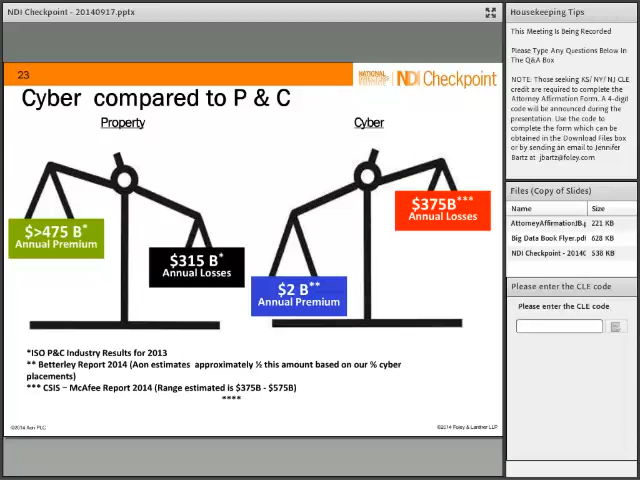 NDI Checkpoint - 20140917.pptx
23
NATIONAL
DIRECTORS
INSTITUTE
NDI Checkpoint
Cyber compared to P & C
Property
Cyber
$>475 B*
Annual Premium
$315 B*
Annual Losses
$375B***
Annual Losses
$2 B**
Annual Premium
*ISO P&C Industry Results for 2013
** Betterley Report 2014 (Aon estimates approximately ½ this amount based on our % cyber
placements)
*** CSIS – McAfee Report 2014 (Range estimated is $375B - $575B)
****
©2014 Aon PLC
©2014 Foley & Lardner LLP
Housekeeping Tips
This Meeting Is Being Recorded
Please Type Any Questions Below In
The Q&A Box
NOTE: Those seeking KS/ NY/ NJ CLE
credit are required to complete the
Attorney Affirmation Form. A 4-digit
code will be announced during the
presentation. Use the code to
complete the form which can be
obtained in the Download Files box
or by sending an email to Jennifer
Bartz at jbartz@foley.com
Files (Copy of Slides)
Name Size
AttorneyAffirmationJB.p 221 KB
Big Data Book Flyer.pdf 628 KB
NDI Checkpoint - 2014C 538 KB
Please enter the CLE code
Please enter the CLE code